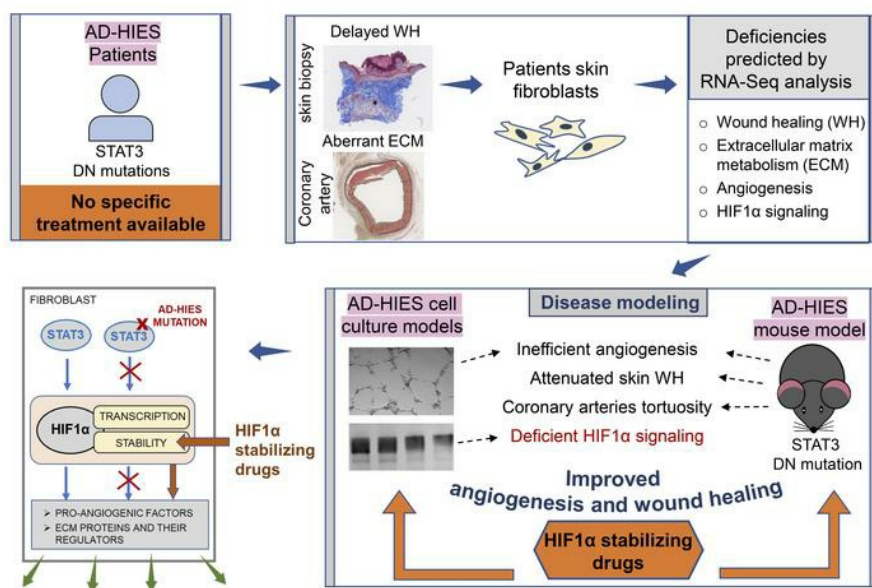 AD-HIES
Patients
STAT3
DN mutations
No specific
treatment available
Delayed WH
skin biopsy
Aberrant ECM
Coronary
artery
Patients skin
fibroblasts
Deficiencies
predicted by
RNA-Seq analysis
o Wound healing (WH)
o Extracellular matrix
metabolism (ECM)
o Angiogenesis
o HIF1α signaling
FIBROBLAST
AD-HIES
MUTATION
STAT3
STAT3
HIF1α
TRANSCRIPTION
STABILITY
HIF1α
stabilizing
drugs
➢ PRO-ANGIOGENIC FACTORS
➢ ECM PROTEINS AND THEIR
REGULATORS
AD-HIES cell
culture models
Disease modeling
AD-HIES
mouse model
Inefficient angiogenesis
Attenuated skin WH
Coronary arteries tortuosity
Deficient HIF1α signaling
STAT3
DN mutation
Improved
angiogenesis and wound healing
HIF1α stabilizing
drugs